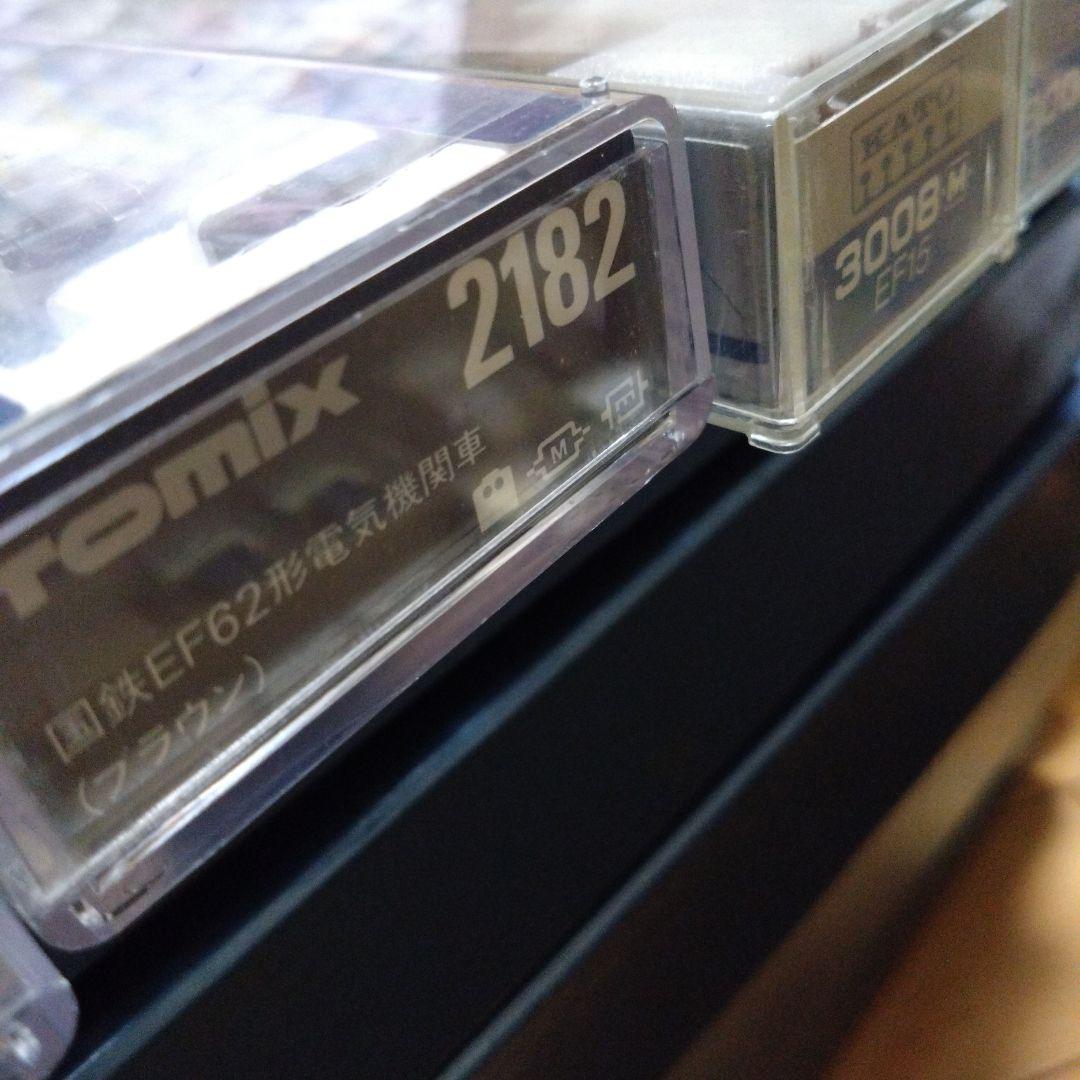 TOMIX
2182
国鉄EF62形電気機関車
(ブラウン)
M
E
KATO
3008 M
EF15